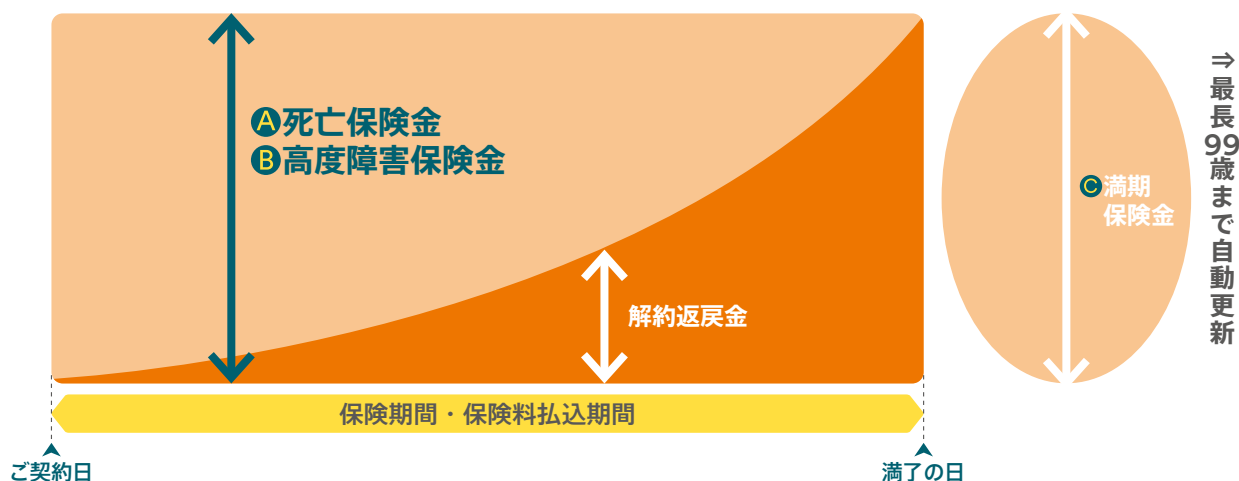 A死亡保険金
B高度障害保険金
解約返戻金
C満期
保険金
⇒最長99歳まで自動更新
保険期間・保険料払込期間
ご契約日
満了の日